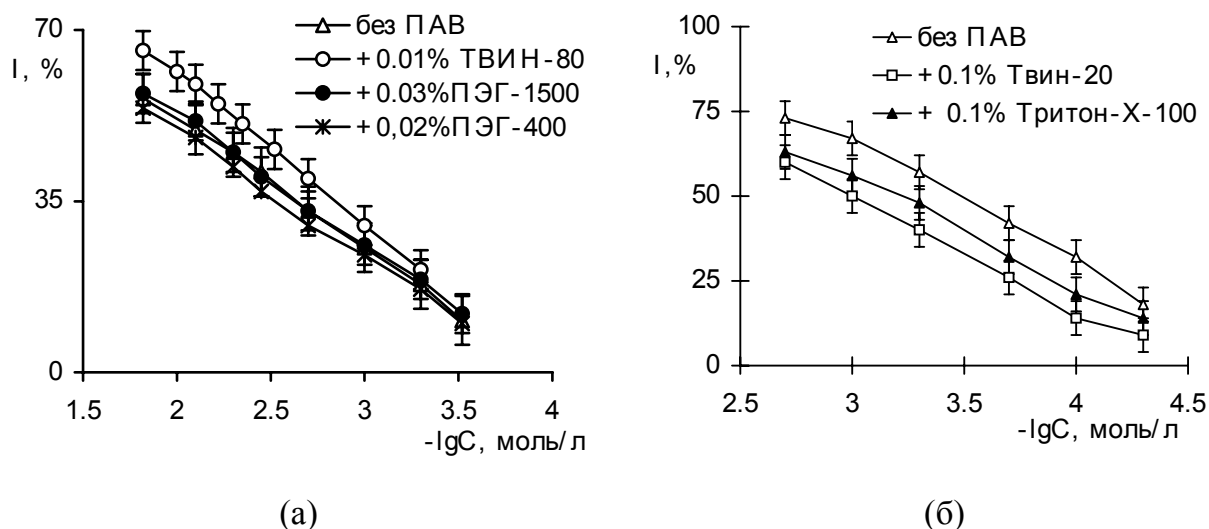 70
I, %
без ПАВ
+ 0.01% ТВИН-80
+ 0.03%ПЭГ-1500
+ 0,02%ПЭГ-400
35
0
1.5 2 2.5 3 3.5 4
-lgC, моль/л
(а)
100
I,%
без ПАВ
+ 0.1% Твин-20
+ 0.1% Тритон-X-100
75
50
25
0
2.5 3 3.5 4 4.5
-lgC, моль/л
(б)